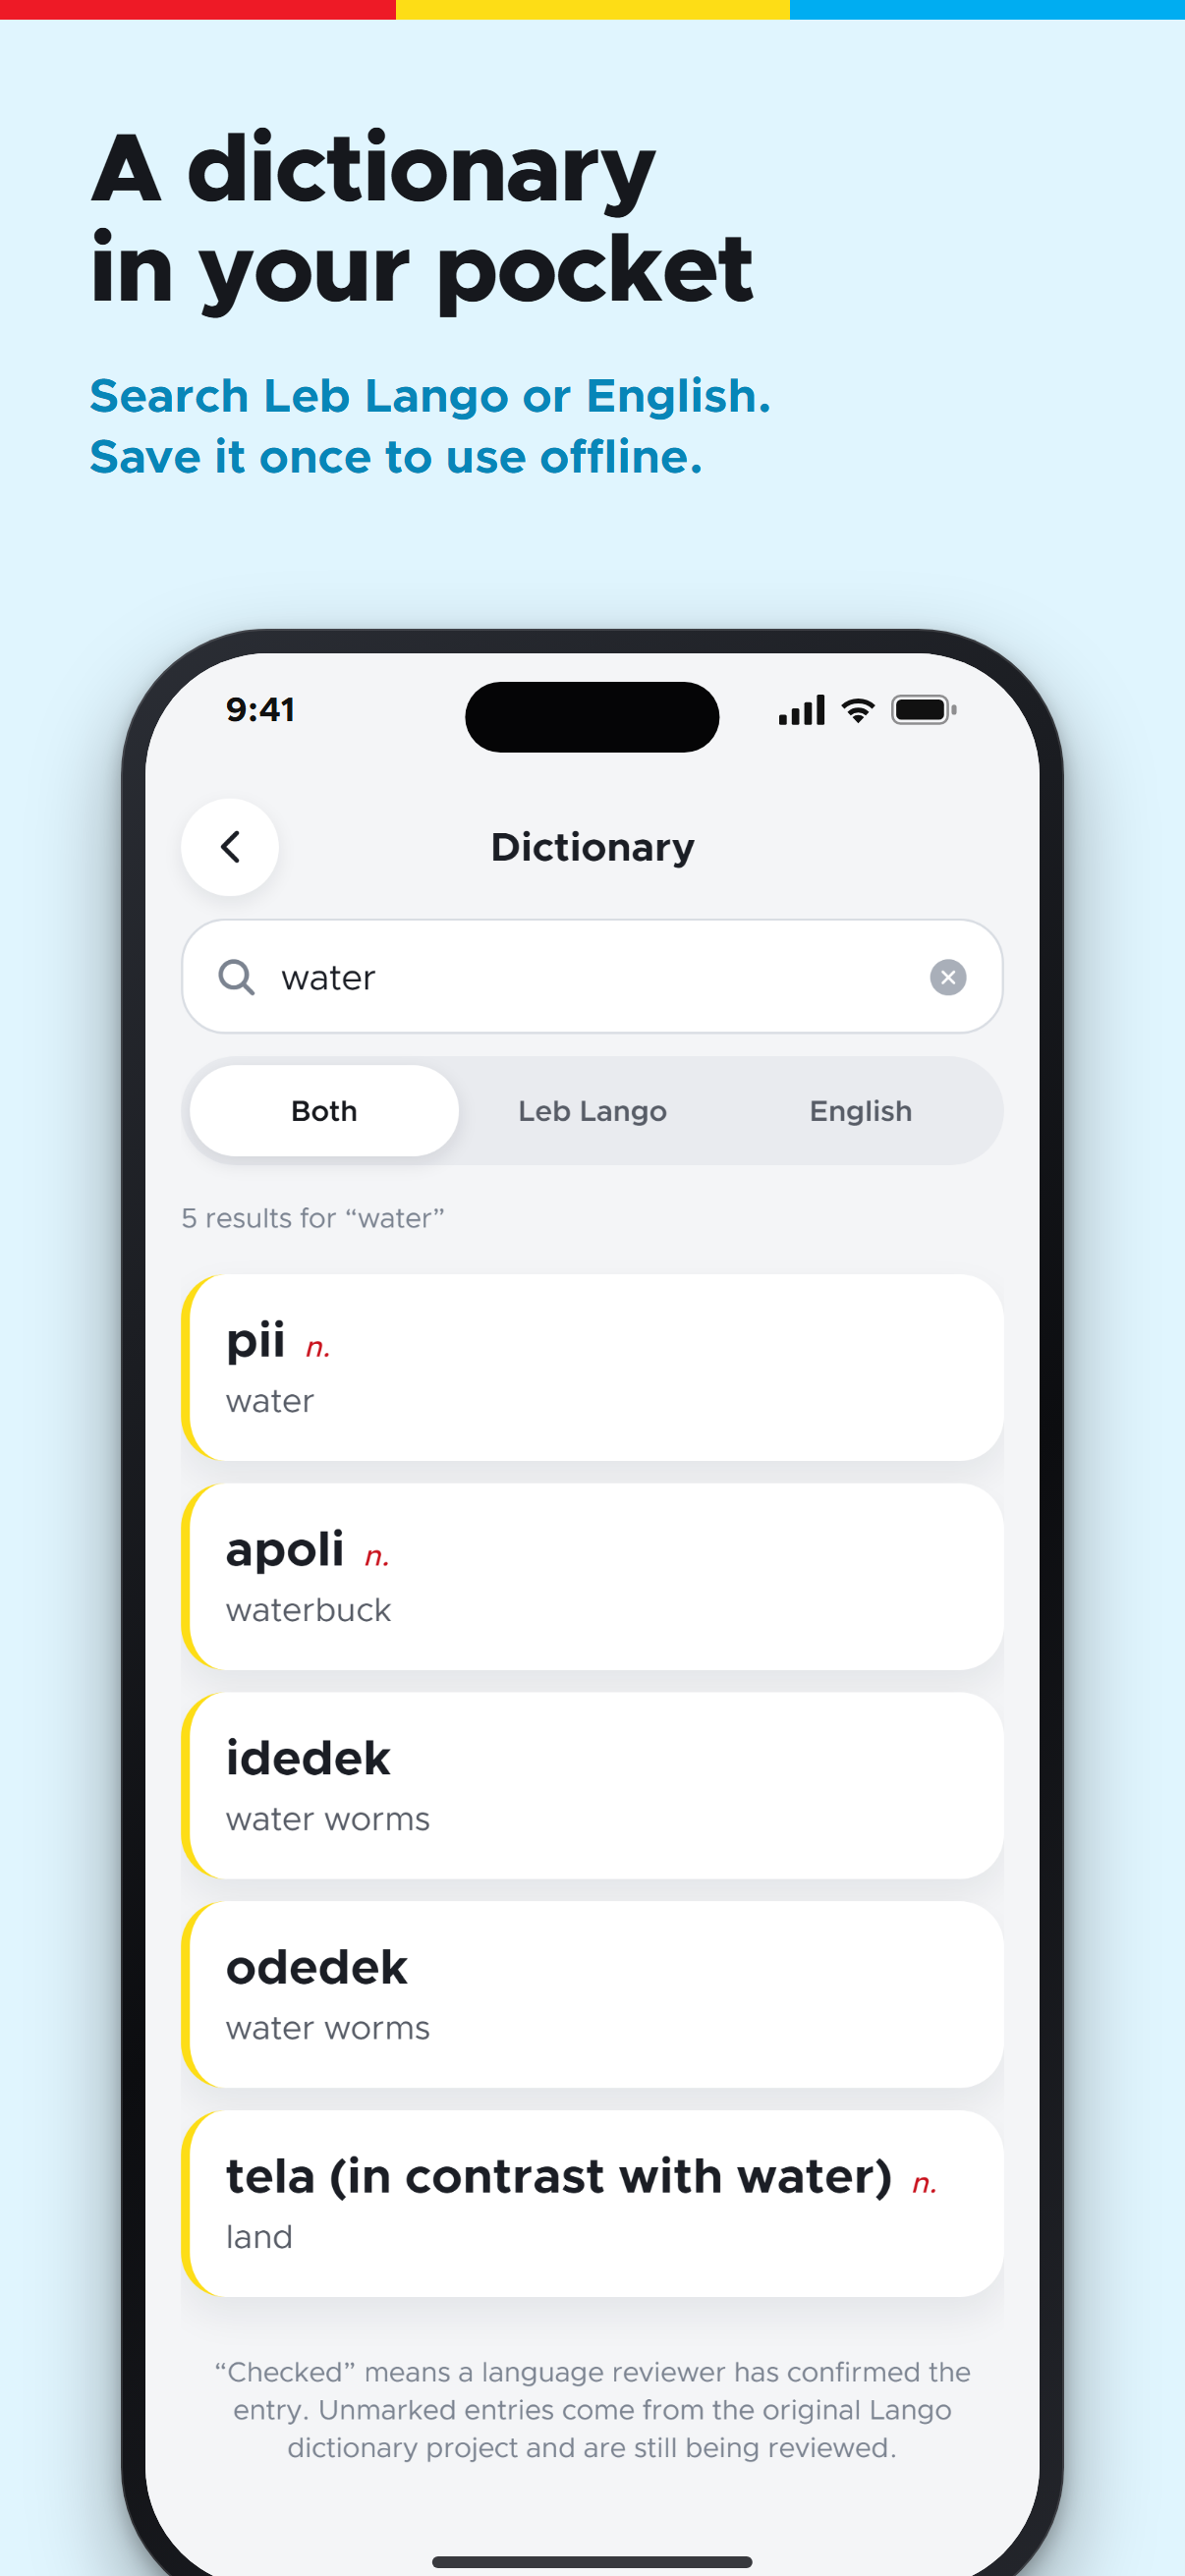 A dictionary
in your pocket
Search Leb Lango or English.
Save it once to use offline.
9:41
Dictionary
water
Both Leb Lango English
5 results for “water”
pii n.
water
apoli n.
waterbuck
idedek
water worms
odedek
water worms
tela (in contrast with water) n.
land
“Checked” means a language reviewer has confirmed the
entry. Unmarked entries come from the original Lango
dictionary project and are still being reviewed.